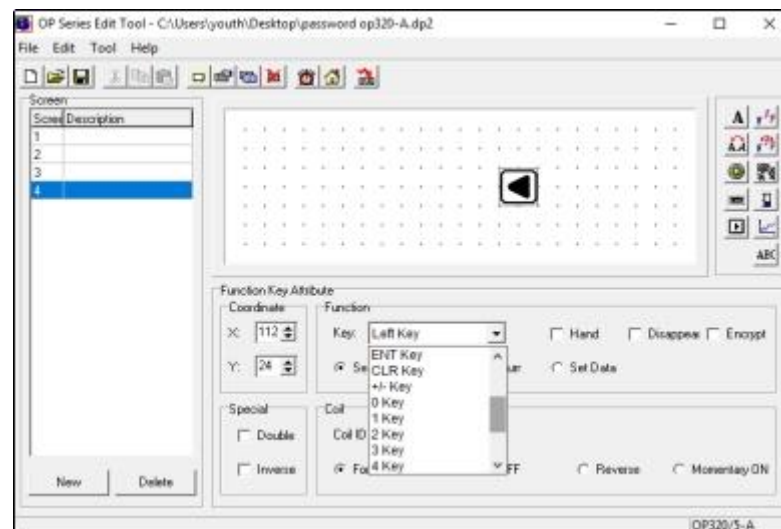 OP Series Edit Tool - C:\Users\youth\Desktop\password op320-A.dp2
File Edit Tool Help
Screen
Scree Description
1
2
3
4
New Delete
A
ABC
Function Key Attribute
Coordinate
X: 112
Y: 24
Function
Key: Left Key
Hand Disappear Encrypt
Set Data
ENT Key
CLR Key
+/- Key
0 Key
1 Key
2 Key
3 Key
4 Key
Special
Double
Inverse
Coil
Coil ID
Reverse Momentary ON
OP320/5-A